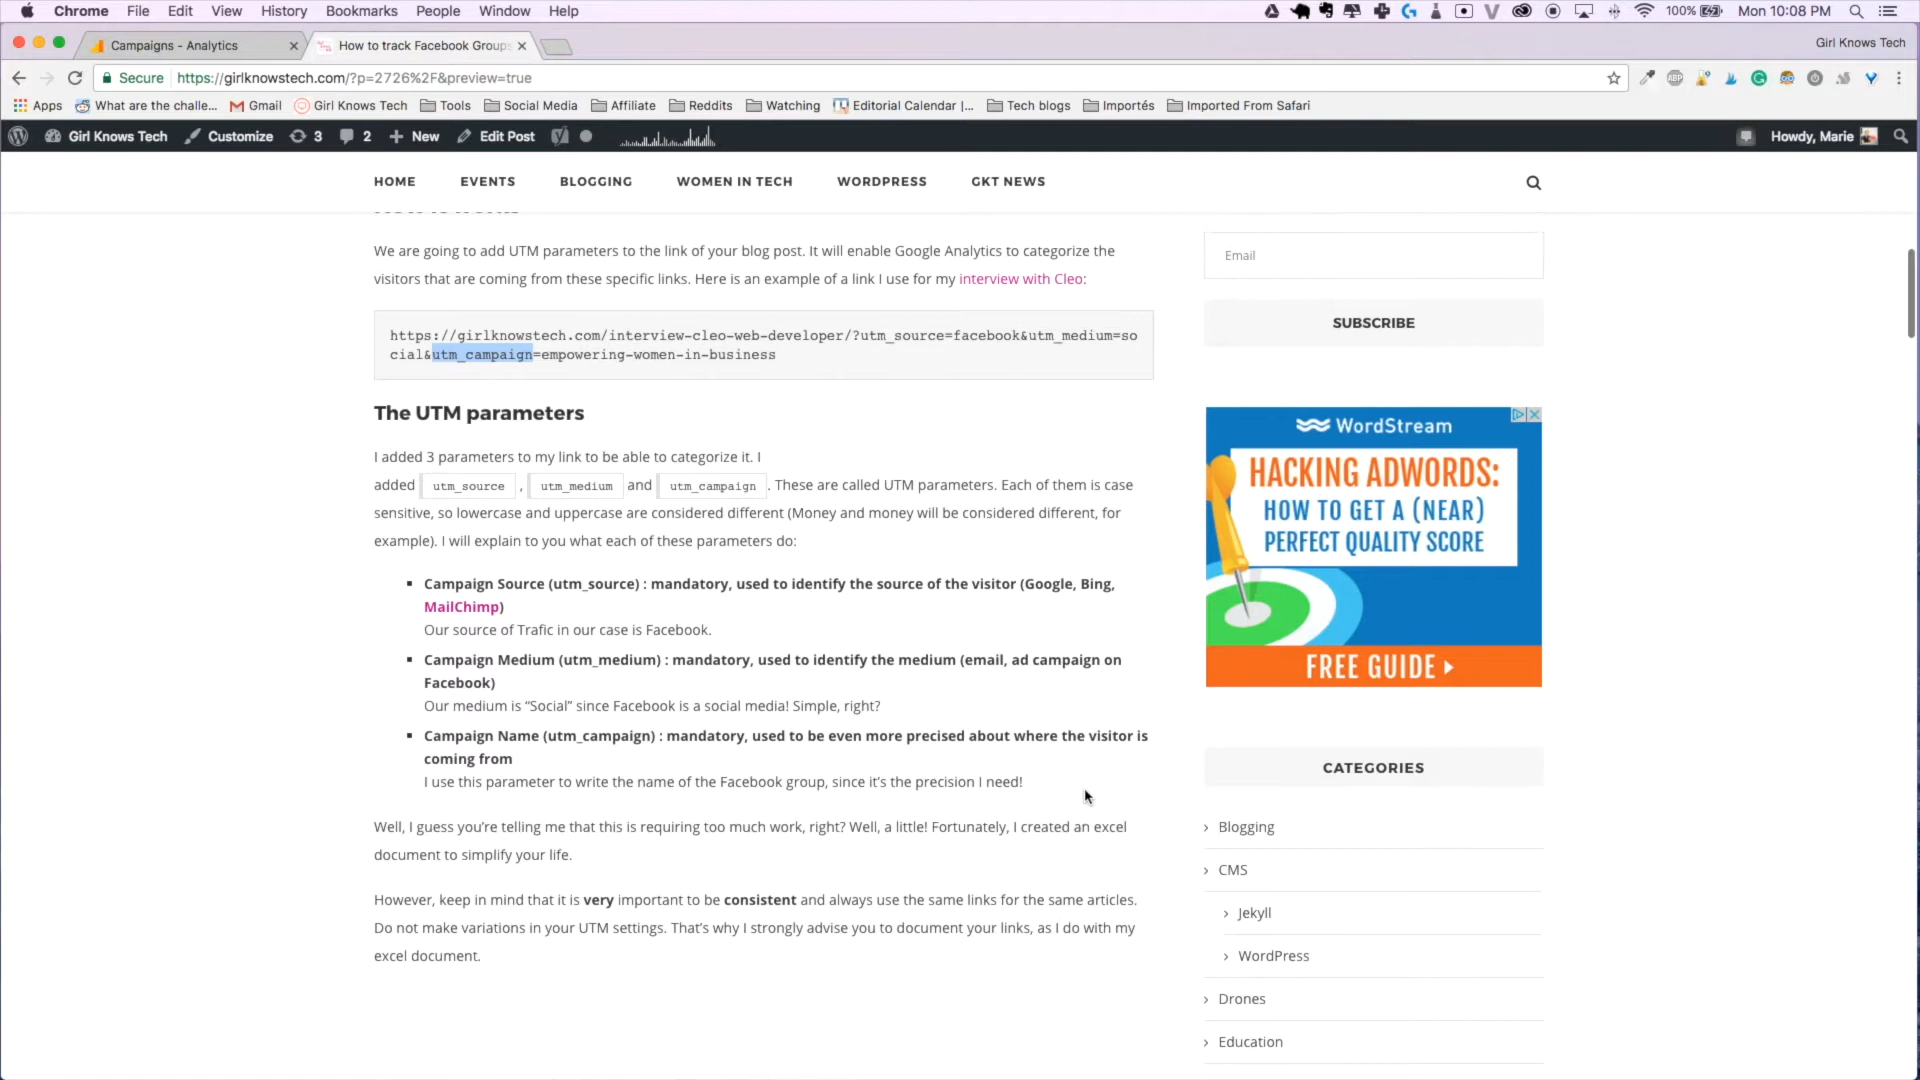 Chrome File Edit View History Bookmarks People Window Help 100% Mon 10:08 PM
Campaigns - Analytics How to track Facebook Group Girl Knows Tech
Secure https://girlknowstech.com/?p=2726%2F&preview=true
Apps What are the challe... Gmail Girl Knows Tech Tools Social Media Affiliate Reddits Watching Editorial Calendar |... Tech blogs Importés Imported From Safari
Girl Knows Tech Customize 3 2 New Edit Post Howdy, Marie
HOME EVENTS BLOGGING WOMEN IN TECH WORDPRESS GKT NEWS
We are going to add UTM parameters to the link of your blog post. It will enable Google Analytics to categorize the
visitors that are coming from these specific links. Here is an example of a link I use for my interview with Cleo:
https://girlknowstech.com/interview-cleo-web-developer/?utm_source=facebook&utm_medium=so
cial&utm_campaign=empowering-women-in-business
The UTM parameters
I added 3 parameters to my link to be able to categorize it. I
added utm_source , utm_medium and utm_campaign . These are called UTM parameters. Each of them is case
sensitive, so lowercase and uppercase are considered different (Money and money will be considered different, for
example). I will explain to you what each of these parameters do:
Campaign Source (utm_source) : mandatory, used to identify the source of the visitor (Google, Bing,
MailChimp)
Our source of Trafic in our case is Facebook.
Campaign Medium (utm_medium) : mandatory, used to identify the medium (email, ad campaign on
Facebook)
Our medium is “Social” since Facebook is a social media! Simple, right?
Campaign Name (utm_campaign) : mandatory, used to be even more precised about where the visitor is
coming from
I use this parameter to write the name of the Facebook group, since it’s the precision I need!
Well, I guess you’re telling me that this is requiring too much work, right? Well, a little! Fortunately, I created an excel
document to simplify your life.
However, keep in mind that it is very important to be consistent and always use the same links for the same articles.
Do not make variations in your UTM settings. That’s why I strongly advise you to document your links, as I do with my
excel document.
Email
SUBSCRIBE
WordStream
HACKING ADWORDS:
HOW TO GET A (NEAR)
PERFECT QUALITY SCORE
FREE GUIDE
CATEGORIES
Blogging
CMS
Jekyll
WordPress
Drones
Education